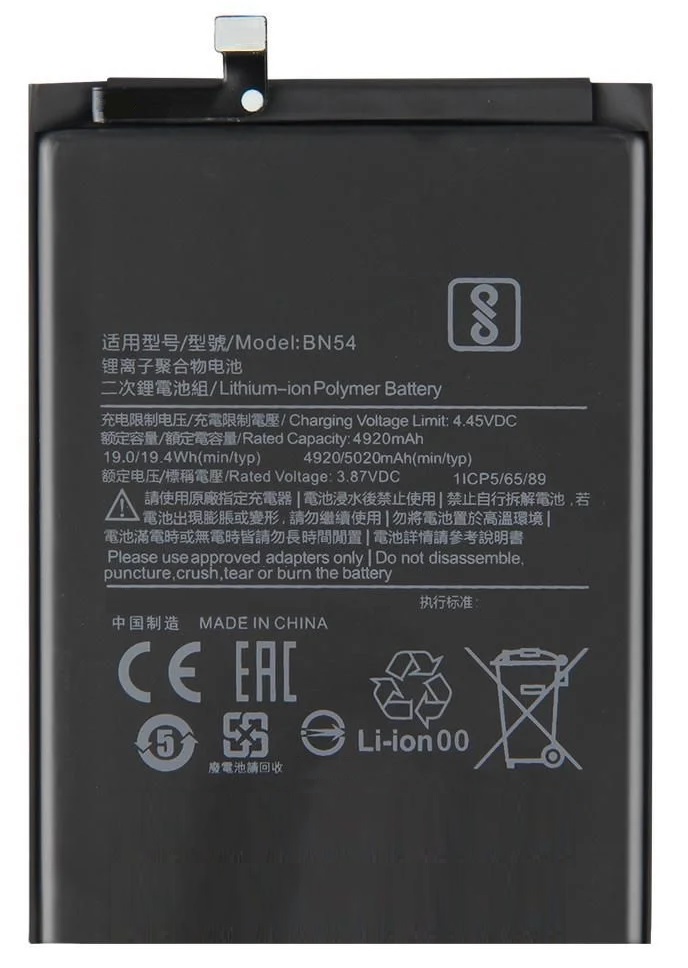 适用型号/型號/Model:BN54
锂离子聚合物电池
二次鋰電池組/Lithium-ion Polymer Battery
充电限制电压/充電限制電壓/ Charging Voltage Limit: 4.45VDC
额定容量/額定電容量/Rated Capacity:4920mAh
19.0/19.4Wh(min/typ) 4920/5020mAh(min/typ)
额定电压/標稱電壓/Rated Voltage: 3.87VDC 1ICP5/65/89
請使用原廠指定充電器|電池浸水後禁止使用|禁止自行拆解電池,若
電池出現膨脹或變形,請勿繼續使用|勿將電池置於高溫環境|
電池滿電時或無電皆請勿長時間閒置|電池詳情請參考說明書
Please use approved adapters only|Do not disassemble,
puncture,crush,tear or burn the battery
执行标准:
中国制造 MADE IN CHINA
CE EAC
5
廢電池請回收
Li-ion 00